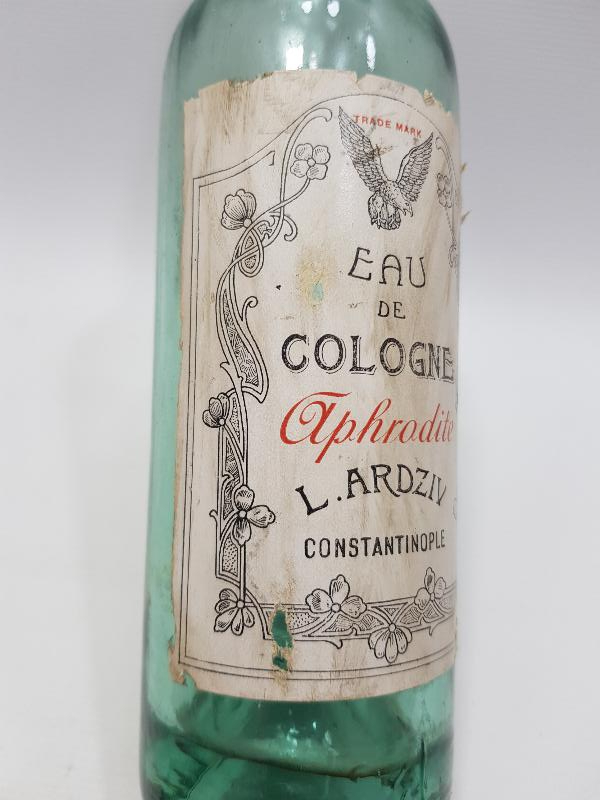 TRADE MARK
EAU
DE
COLOGNE
Aphrodite
L. ARDZIV
CONSTANTINOPLE